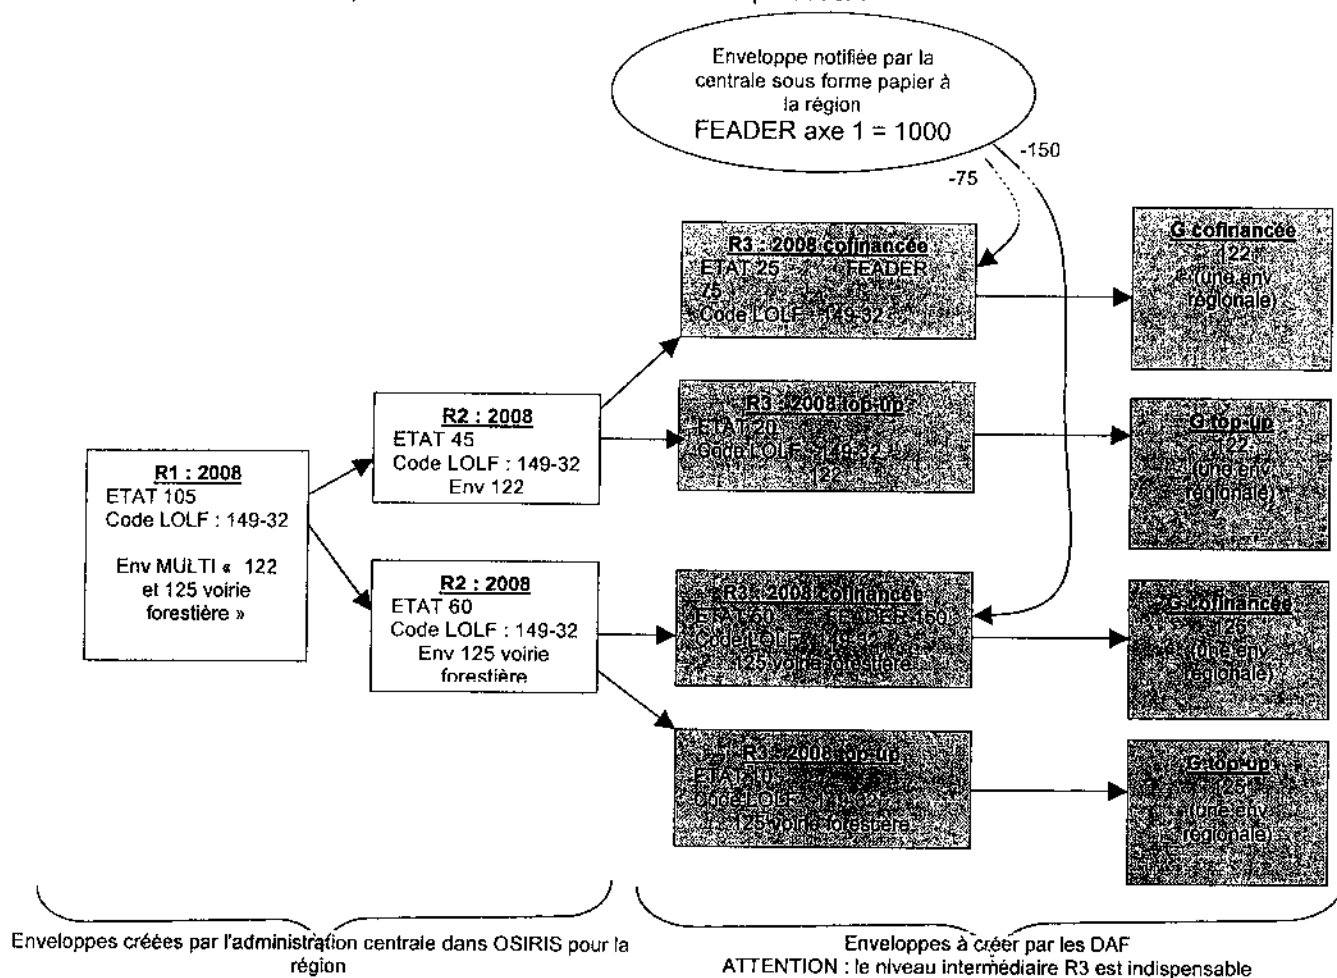 Enveloppe notifiée par la
centrale sous forme papier à
la région
FEADER axe 1 = 1000
-150
-75
R3 : 2008 cofinancée
ETAT 25 FEADER
75
Code LOLF : 149-32
G cofinancée
122
(une env
régionale)
R2 : 2008
ETAT 45
Code LOLF : 149-32
Env 122
R3 : 2008 top-up
ETAT 20
Code LOLF : 149-32
122
G top-up
122
(une env
régionale)
R1 : 2008
ETAT 105
Code LOLF : 149-32
Env MULTI « 122
et 125 voirie
forestière »
R2 : 2008
ETAT 60
Code LOLF : 149-32
Env 125 voirie
forestière
R3 : 2008 cofinancée
FEADER 150
Code LOLF : 149-32
125 voirie forestière
G cofinancée
125
(une env
régionale)
R3 : 2008 top-up
ETAT 10
Code LOLF : 149-32
125 voirie forestière
G top-up
125
(une env
régionale)
Enveloppes créées par l'administration centrale dans OSIRIS pour la
région
Enveloppes à créer par les DAF
ATTENTION : le niveau intermédiaire R3 est indispensable